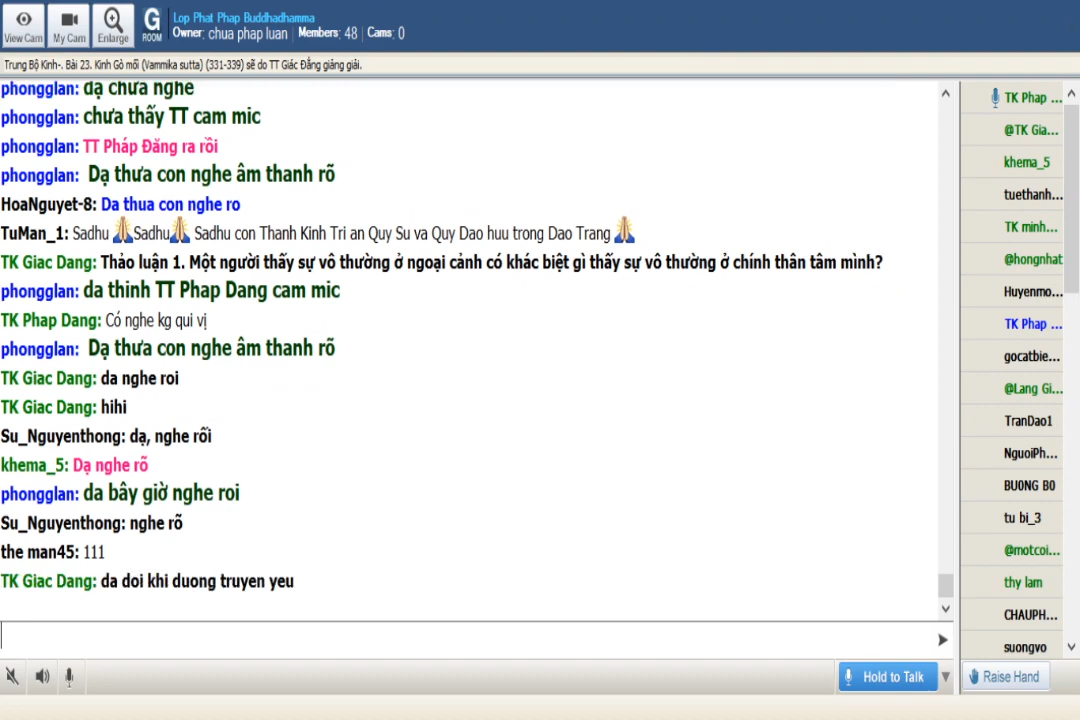 View Cam
My Cam
Enlarge
G
ROOM
Lop Phat Phap Buddhadhamma
Owner: chua phap luan | Members: 48 | Cams: 0
Trung Bộ Kinh-. Bài 23. Kinh Gò mối (Vammika sutta) (331-339) sẽ do TT Giác Đẳng giảng giải.
phongglan: dạ chưa nghe
phongglan: chưa thấy TT cam mic
phongglan: TT Pháp Đăng ra rồi
phongglan: Dạ thưa con nghe âm thanh rõ
HoaNguyet-8: Da thua con nghe ro
TuMan_1: Sadhu Sadhu Sadhu con Thanh Kinh Tri an Quy Su va Quy Dao huu trong Dao Trang
TK Giac Dang: Thảo luận 1. Một người thấy sự vô thường ở ngoại cảnh có khác biệt gì thấy sự vô thường ở chính thân tâm mình?
phongglan: da thinh TT Phap Dang cam mic
TK Phap Dang: Có nghe kg qui vị
phongglan: Dạ thưa con nghe âm thanh rõ
TK Giac Dang: da nghe roi
TK Giac Dang: hihi
Su_Nguyenthong: dạ, nghe rối
khema_5: Dạ nghe rõ
phongglan: da bây giờ nghe roi
Su_Nguyenthong: nghe rõ
the man45: 111
TK Giac Dang: da doi khi duong truyen yeu
Hold to Talk
TK Phap ...
@TK Gia...
khema_5
tuethanh...
TK minh...
@hongnhat
Huyenmo...
TK Phap ...
gocatbie...
@Lang Gi...
TranDao1
NguoiPh...
BU0NG B0
tu bi_3
@motcoi...
thy lam
CHAUPH...
suongvo
Raise Hand